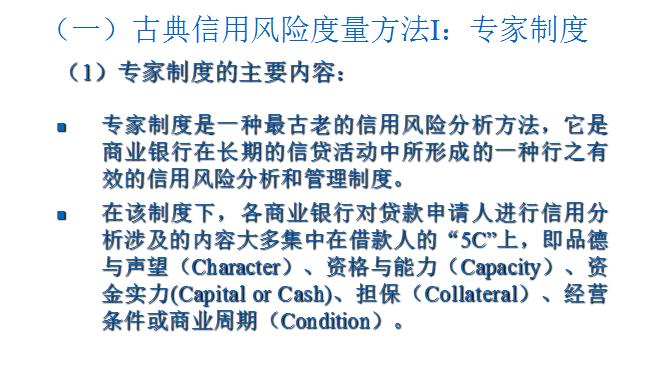 （一）古典信用风险度量方法I：专家制度
（1）专家制度的主要内容：
专家制度是一种最古老的信用风险分析方法，它是
商业银行在长期的信贷活动中所形成的一种行之有
效的信用风险分析和管理制度。
在该制度下，各商业银行对贷款申请人进行信用分
析涉及的内容大多集中在借款人的“5C”上，即品德
与声望（Character）、资格与能力（Capacity）、资
金实力(Capital or Cash)、担保（Collateral）、经营
条件或商业周期（Condition）。